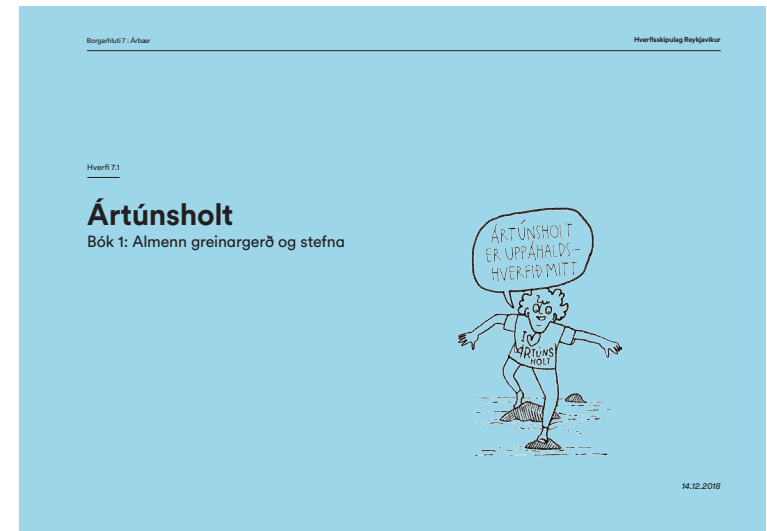 Borgarhluti 7 : Árbær
Hverfisskipulag Reykjavíkur
Hverfi 7.1
Ártúnsholt
Bók 1: Almenn greinargerð og stefna
ÁRTÚNSHOLT
ER UPPÁHALDS-
HVERFIÐ MITT
I
ÁRTÚNS
HOLT
14.12.2018